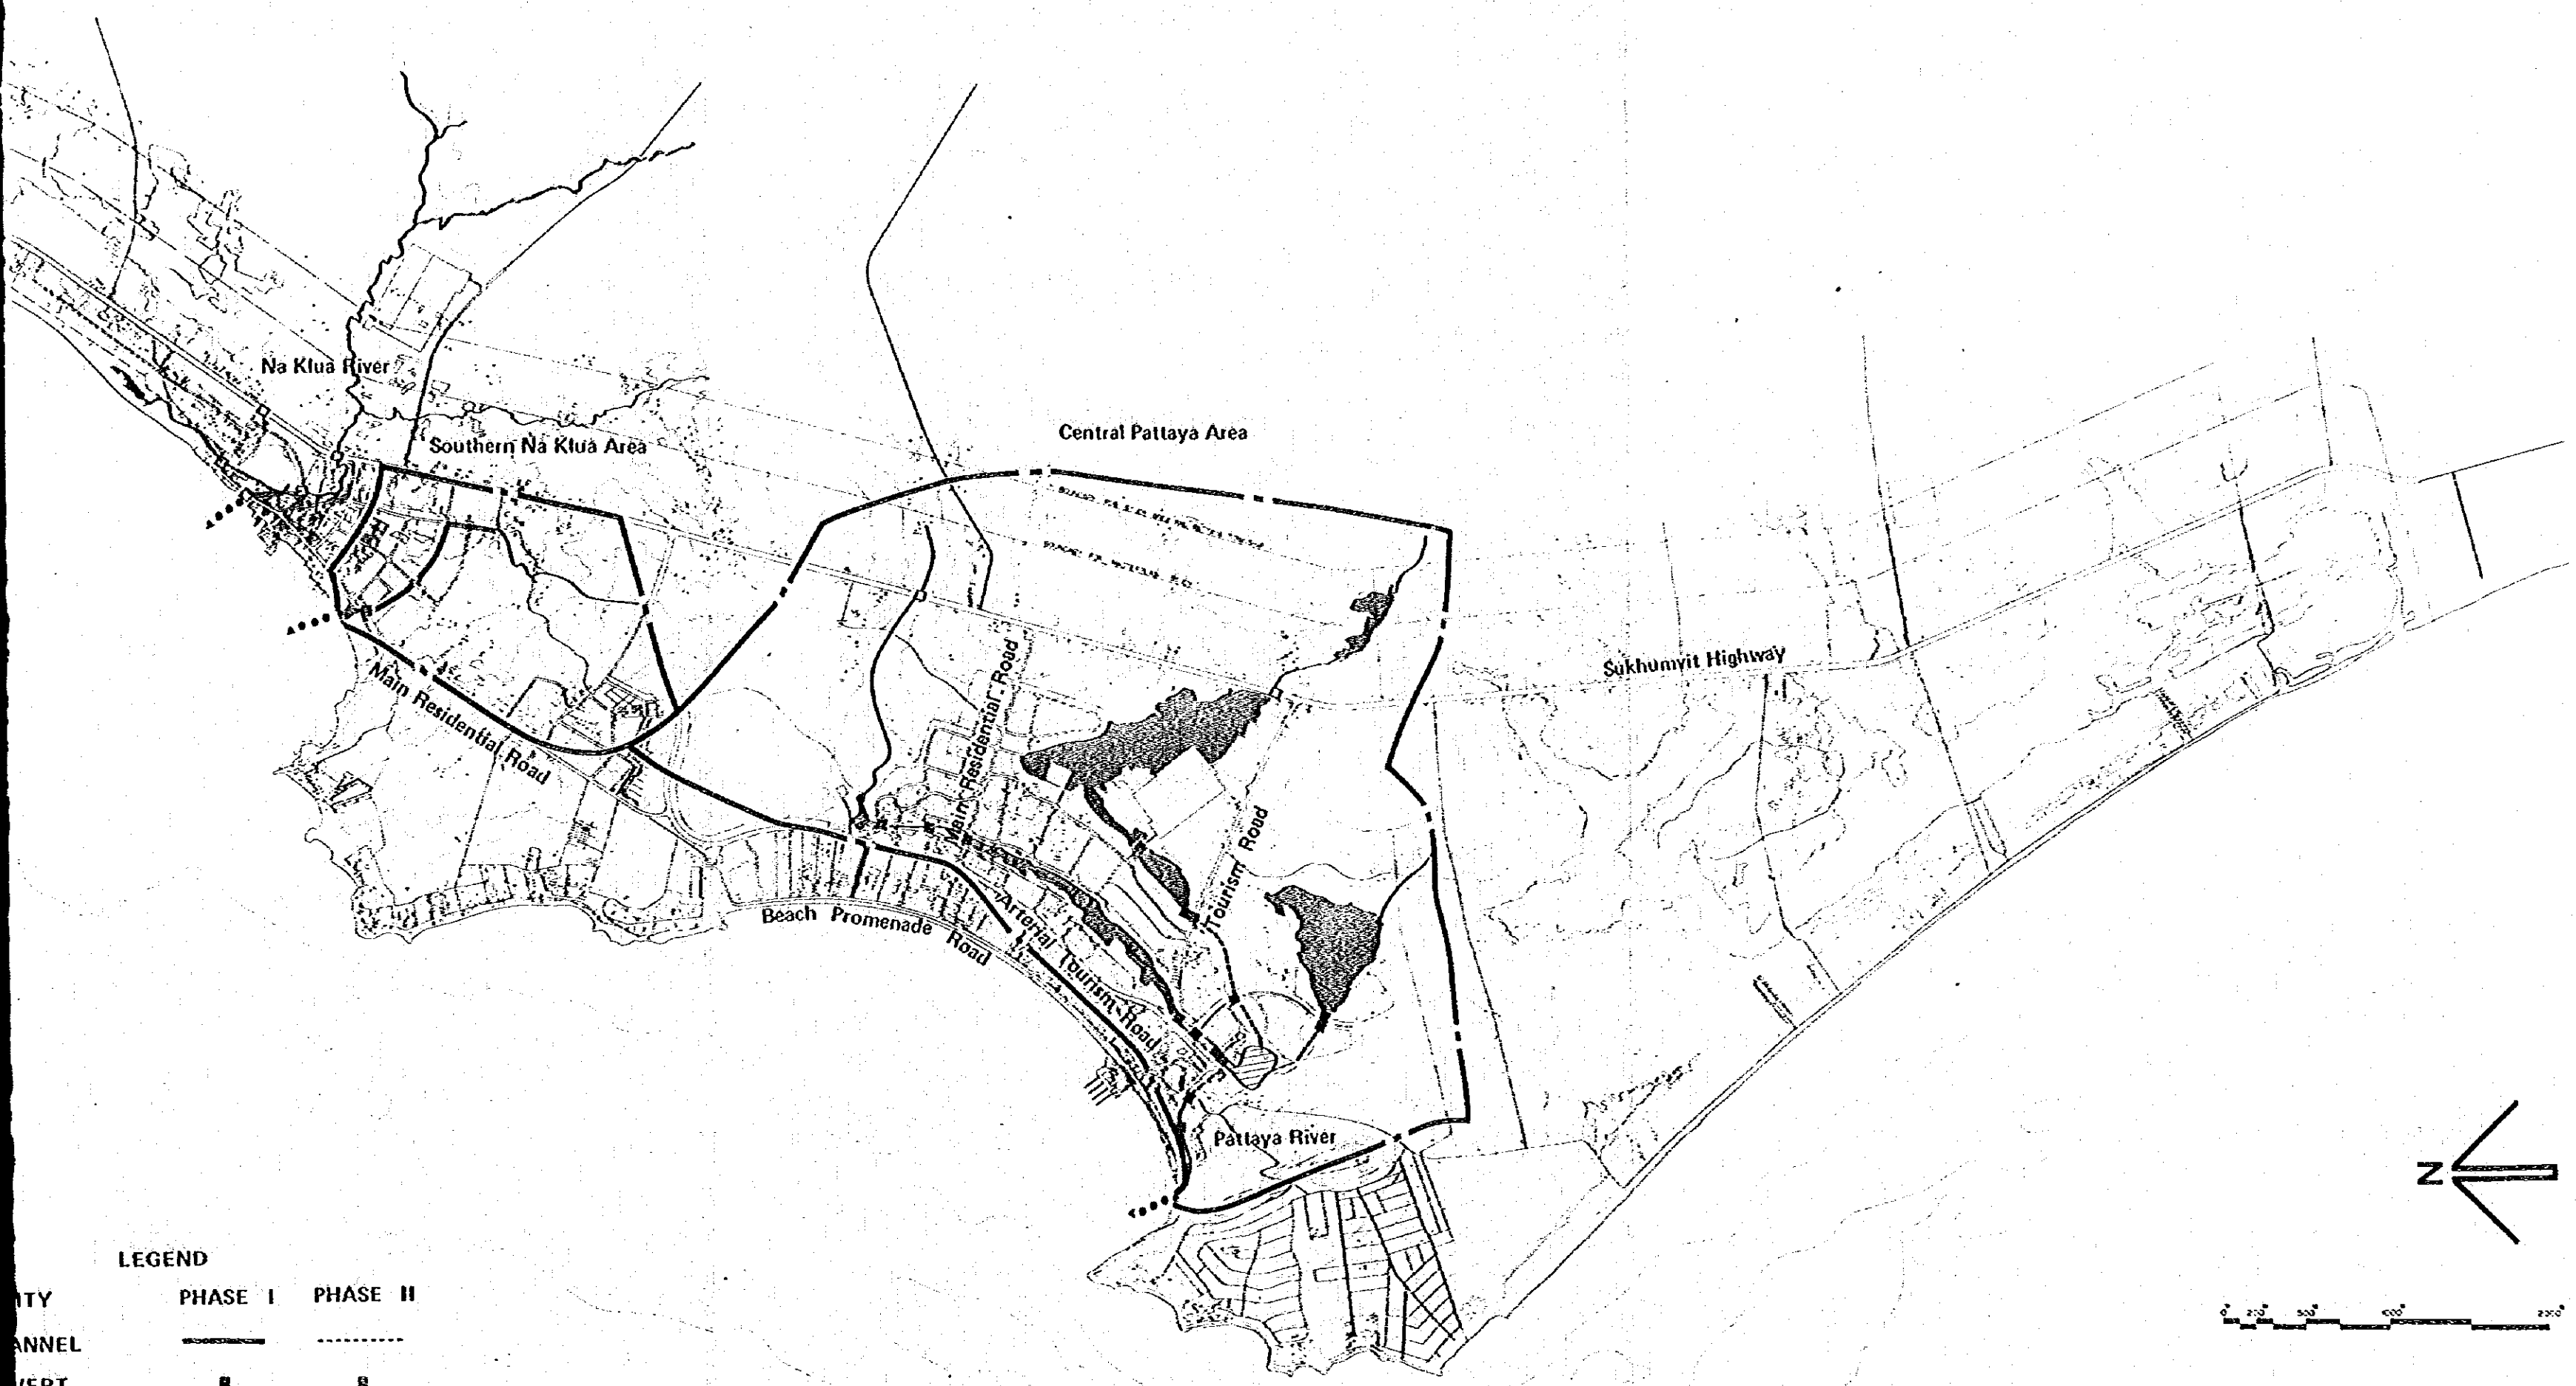 Na Klua River
Southern Na Klua Area
Central Pattaya Area
Main Residential Road
Main Residential Road
Sukhumvit Highway
Tourism Road
Beach Promenade Road
Arterial Tourism Road
Pattaya River
N
LEGEND
ITY PHASE I PHASE II
ANNEL
VERT